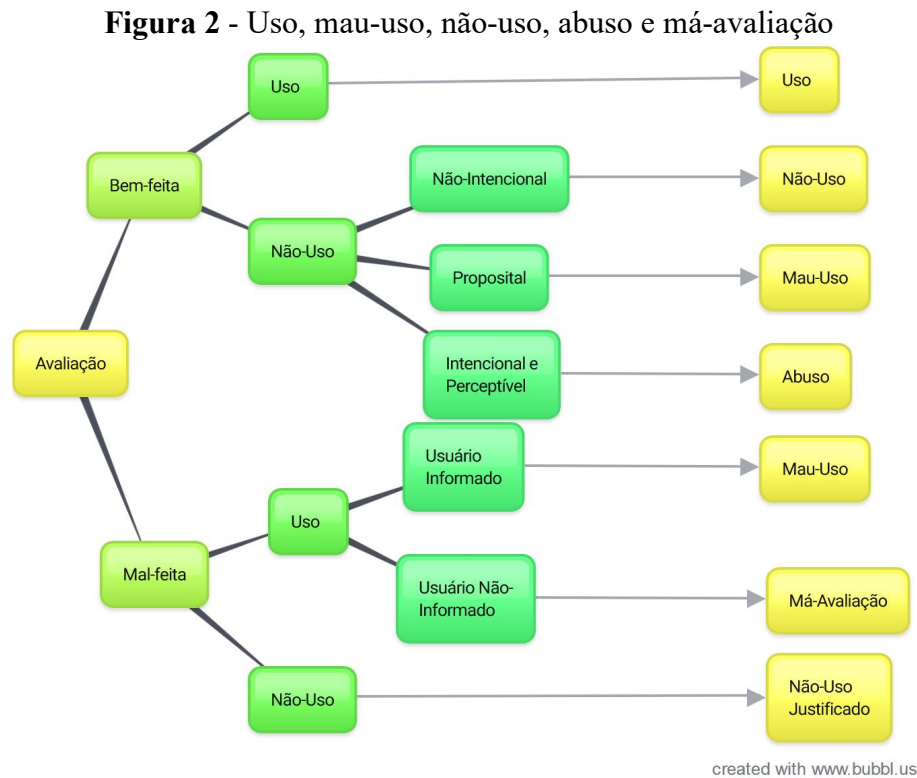 Figura 2 - Uso, mau-uso, não-uso, abuso e má-avaliação
Uso
Uso
Bem-feita
Não-Intencional
Não-Uso
Não-Uso
Proposital
Mau-Uso
Avaliação
Intencional e
Perceptível
Abuso
Usuário
Informado
Mau-Uso
Uso
Mal-feita
Usuário Não-
Informado
Má-Avaliação
Não-Uso
Não-Uso
Justificado
created with www.bubbl.us